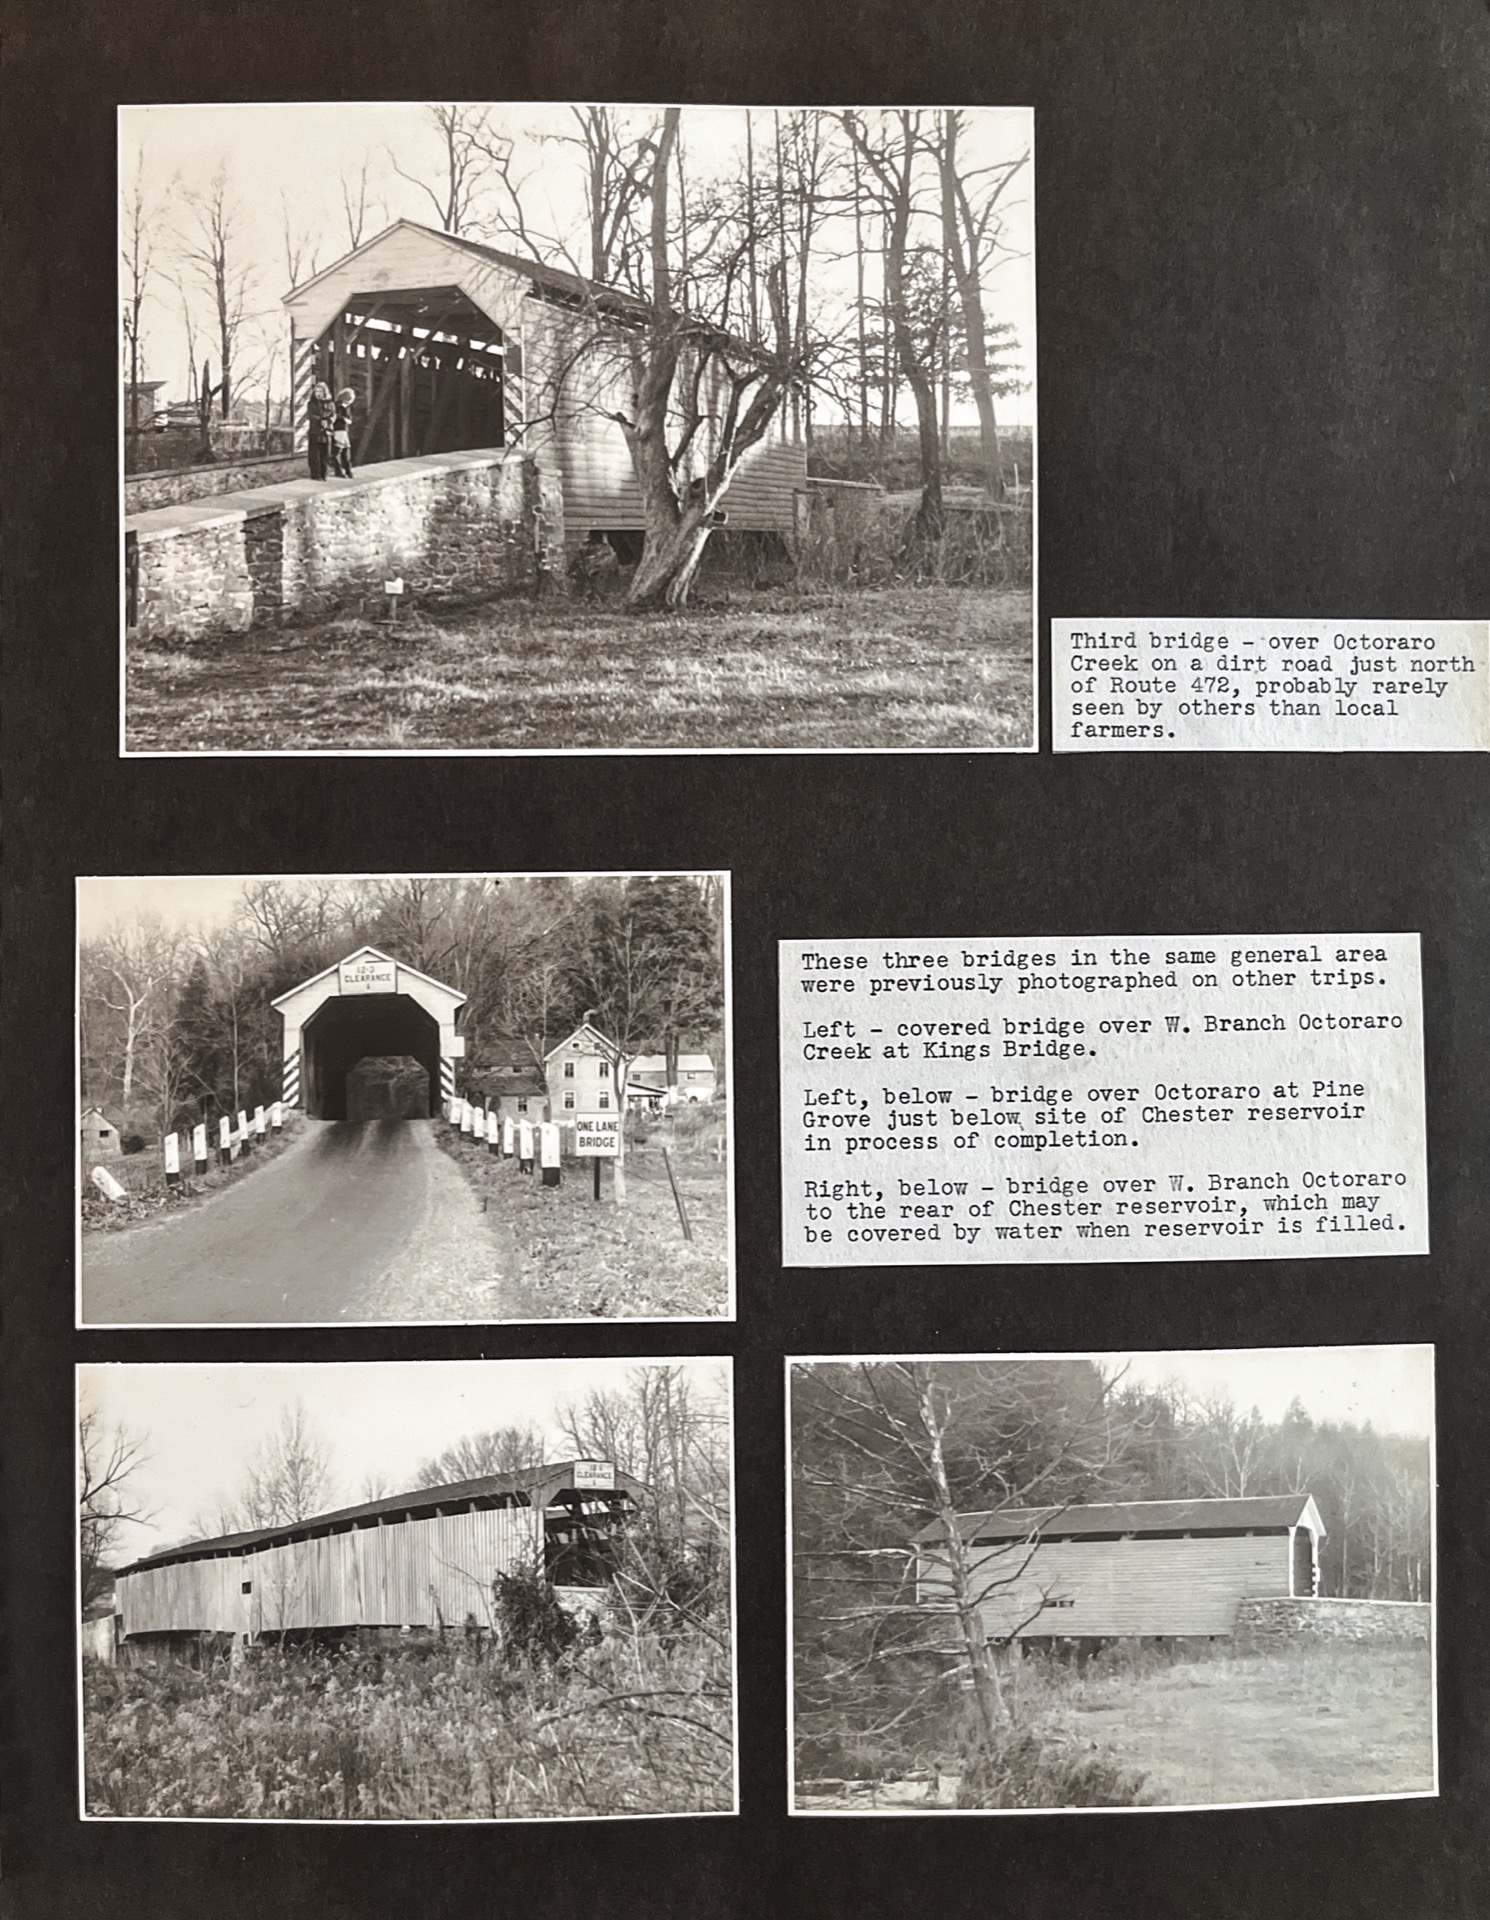 Third bridge - over Octoraro
Creek on a dirt road just north
of Route 472, probably rarely
seen by others than local
farmers.
12-3
CLEARANCE
ONE LANE
BRIDGE
These three bridges in the same general area
were previously photographed on other trips.
Left - covered bridge over W. Branch Octoraro
Creek at Kings Bridge.
Left, below - bridge over Octoraro at Pine
Grove just below site of Chester reservoir
in process of completion.
Right, below - bridge over W. Branch Octoraro
to the rear of Chester reservoir, which may
be covered by water when reservoir is filled.
CLEARANCE